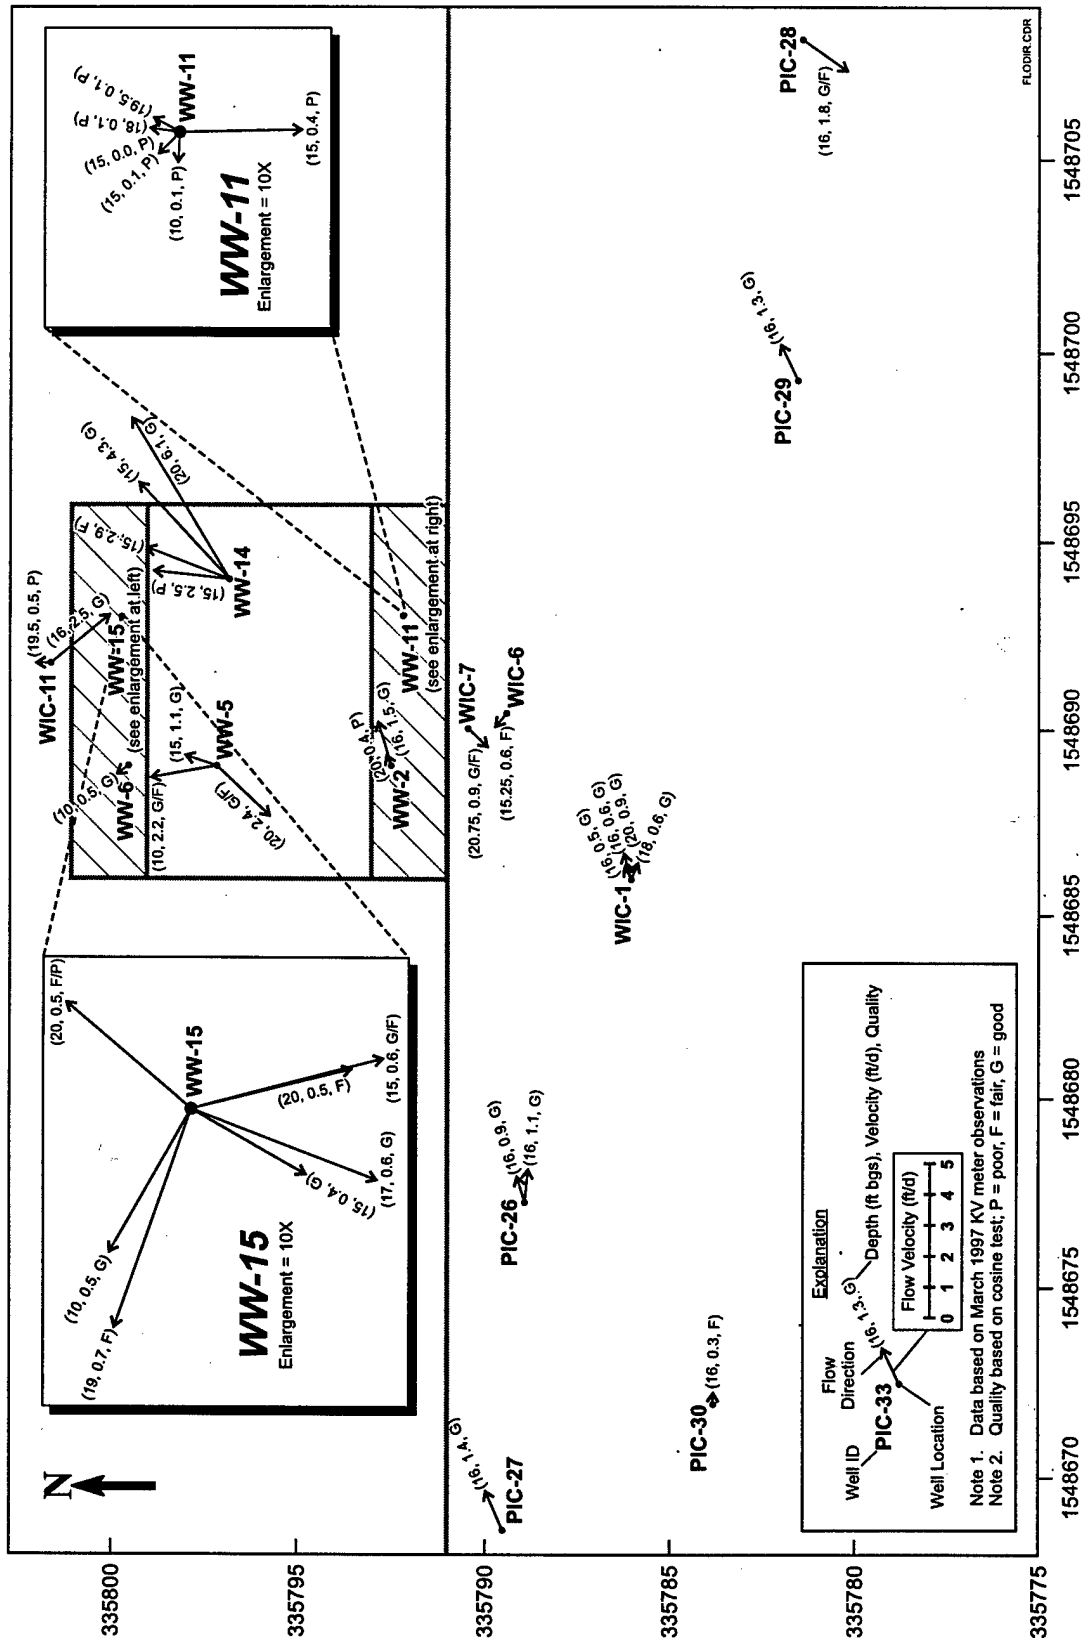 N
WW-15
Enlargement = 10X
(10, 0.5, G)
(19, 0.7, F)
(20, 0.5, F/P)
WW-15
(20, 0.5, F)
(15, 0.6, G/F)
(15, 0.4, G)
(17, 0.6, G)
WIC-11
(19.5, 0.5, P)
(16, 2.5, G)
(10, 0.5, G)
WW-6
WW-15
(see enlargement at left)
(10, 2.2, G/F)
(15, 1.1, G)
WW-5
(20, 2.4, G/F)
(15, 2.5, P)
(15, 2.9, F)
(15, 4.3, G)
(20, 6.1, G)
WW-14
(20, 0.4, P)
(16, 1.5, G)
WW-2
WW-11
(see enlargement at right)
WW-11
Enlargement = 10X
(10, 0.1, P)
(15, 0.1, P)
(15, 0.0, P)
(18, 0.1, P)
(19.5, 0.1, P)
WW-11
(15, 0.4, P)
(16, 1.4, G)
PIC-27
PIC-26
(16, 0.9, G)
(16, 1.1, G)
PIC-30
(16, 0.3, F)
WIC-7
(20.75, 0.9, G/F)
WIC-6
(15.25, 0.6, F)
WIC-1
(16, 0.5, G)
(16, 0.6, G)
(20, 0.9, G)
(18, 0.6, G)
PIC-29
(16, 1.3, G)
PIC-28
(16, 1.8, G/F)
Explanation
Well ID
Flow
Direction
PIC-33
(16, 1.3, G)
Depth (ft bgs), Velocity (ft/d), Quality
Well Location
Flow Velocity (ft/d)
0 1 2 3 4 5
Note 1. Data based on March 1997 KV meter observations
Note 2. Quality based on cosine test; P = poor, F = fair, G = good
FLODIR.CDR
335800
335795
335790
335785
335780
335775
1548670
1548675
1548680
1548685
1548690
1548695
1548700
1548705